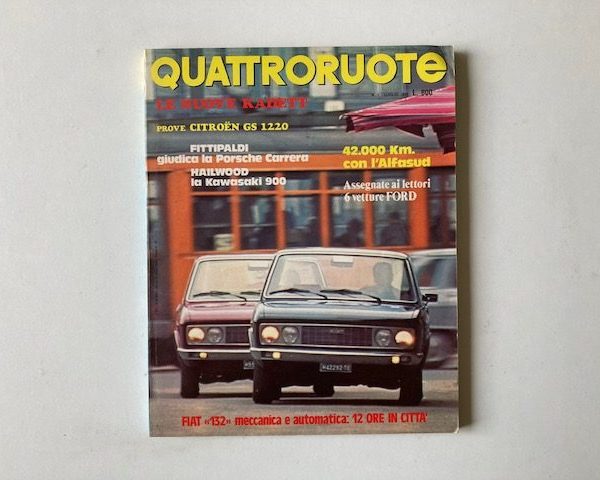 QUATTRORUOTE
L. 800
LE NUOVE KADETT
PROVE CITROËN GS 1220
FITTIPALDI
giudica la Porsche Carrera
HAILWOOD
la Kawasaki 900
42.000 Km.
con l'Alfasud
Assegnate ai lettori
6 vetture FORD
FIAT «132» meccanica e automatica: 12 ORE IN CITTA'